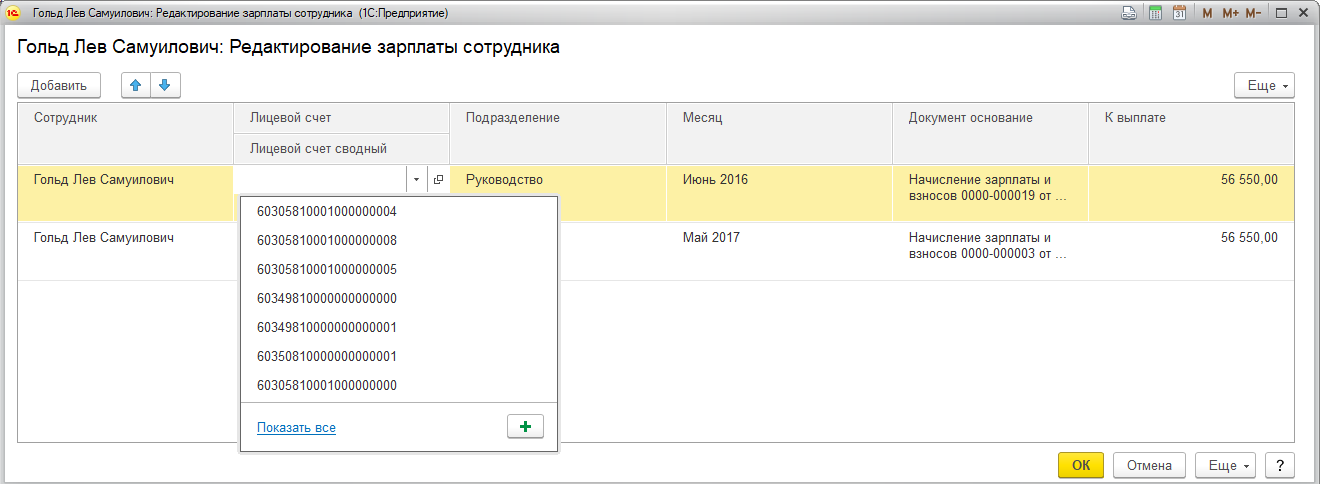 Гольд Лев Самуилович: Редактирование зарплаты сотрудника (1С:Предприятие)
31 M M+ M-
Гольд Лев Самуилович: Редактирование зарплаты сотрудника
Добавить Еще
Сотрудник Лицевой счет Подразделение Месяц Документ основание К выплате
Лицевой счет сводный
Гольд Лев Самуилович Руководство Июнь 2016 Начисление зарплаты и 56 550,00
взносов 0000-000019 от ...
60305810001000000004
Гольд Лев Самуилович Май 2017 Начисление зарплаты и 56 550,00
60305810001000000008
взносов 0000-000003 от ...
60305810001000000005
60349810000000000000
60349810000000000001
60350810000000000001
60305810001000000000
Показать все
ОК Отмена Еще ?